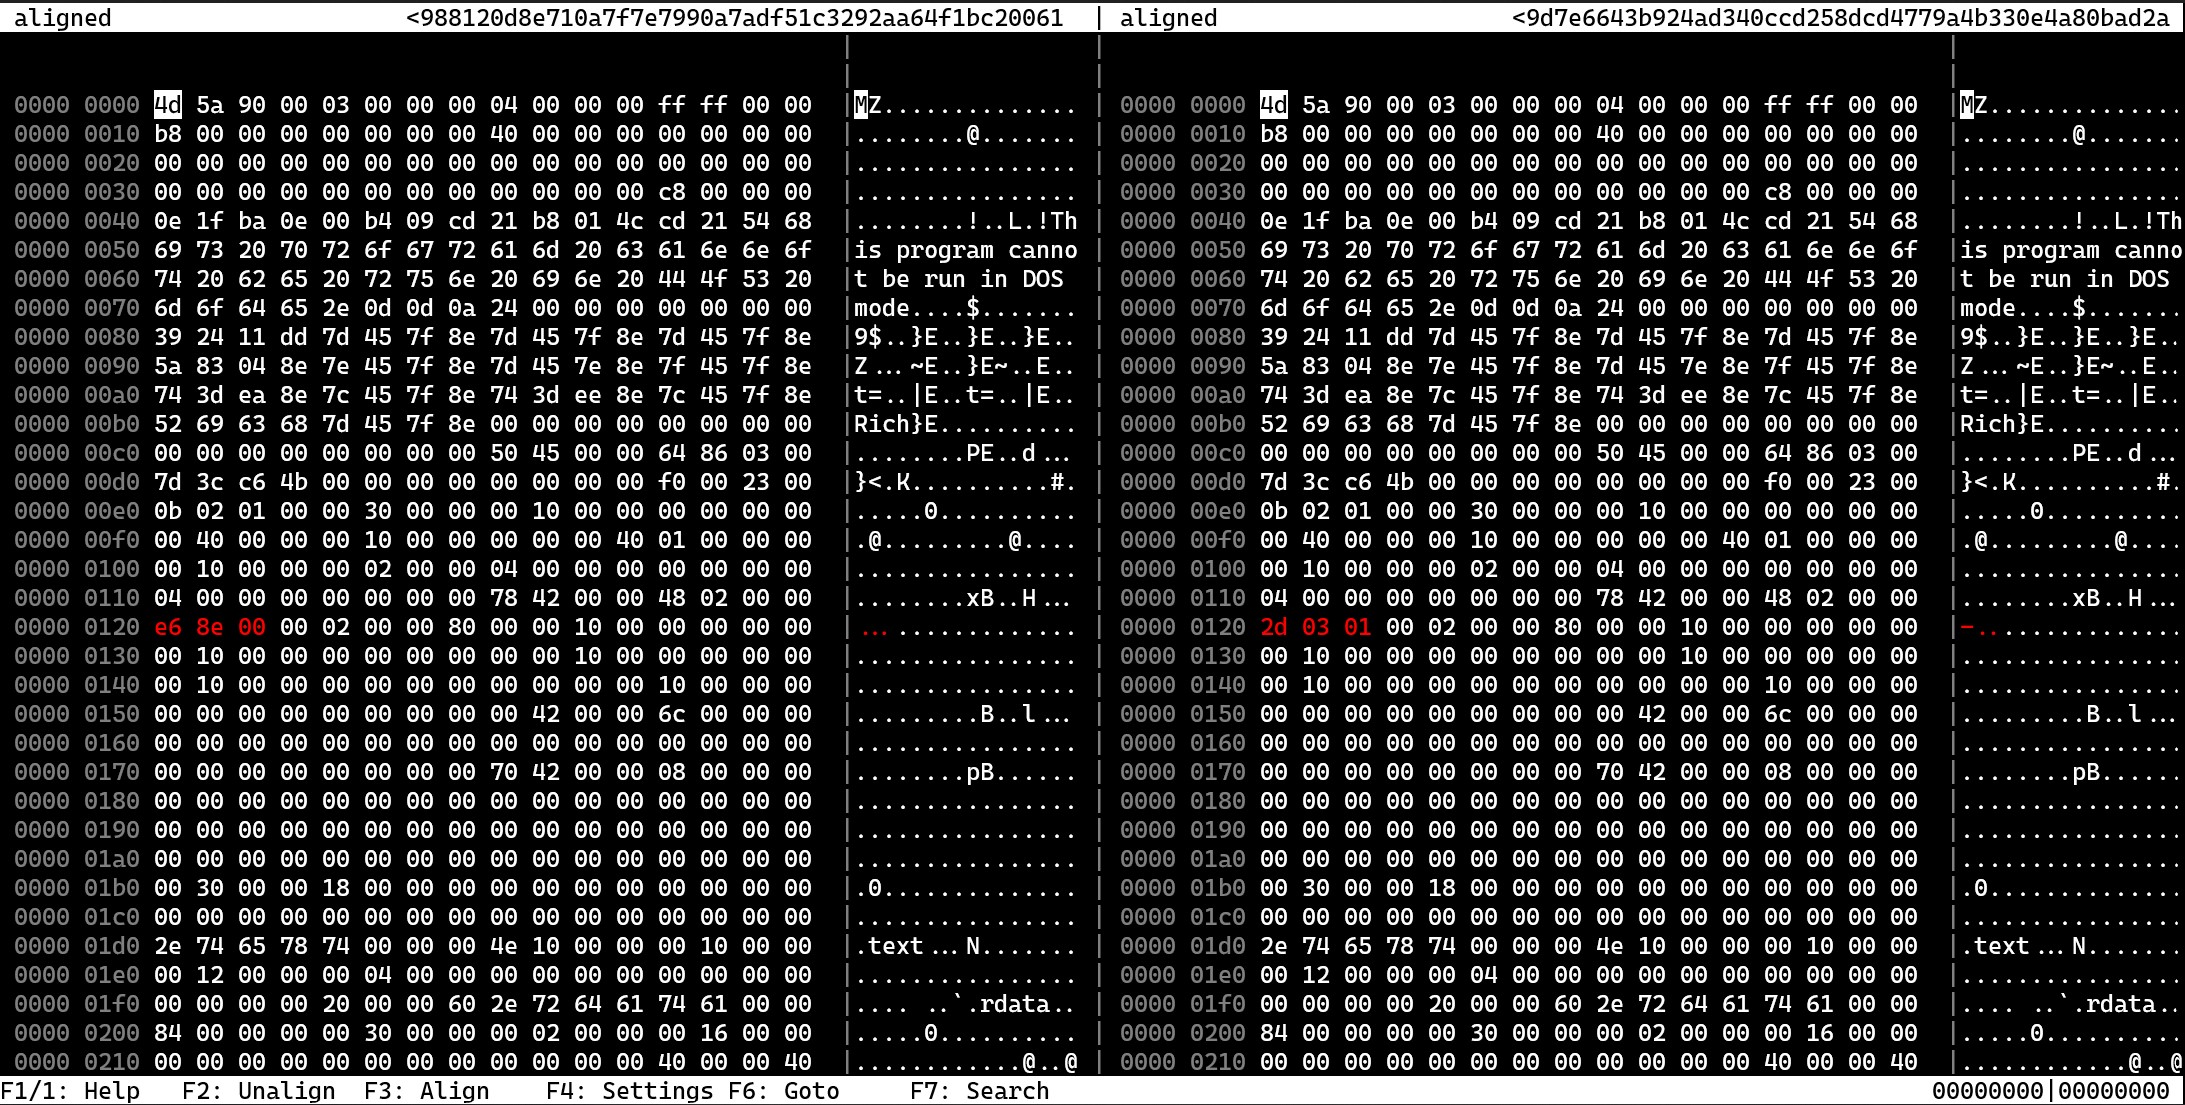 aligned <988120d8e710a7f7e7990a7adf51c3292aa64f1bc20061 | aligned <9d7e6643b924ad340ccd258dcd4779a4b330e4a80bad2a
0000 0000 4d 5a 90 00 03 00 00 00 04 00 00 00 ff ff 00 00 |MZ.............. | 0000 0000 4d 5a 90 00 03 00 00 00 04 00 00 00 ff ff 00 00 |MZ..............
0000 0010 b8 00 00 00 00 00 00 00 40 00 00 00 00 00 00 00 |........@....... | 0000 0010 b8 00 00 00 00 00 00 00 40 00 00 00 00 00 00 00 |........@.......
0000 0020 00 00 00 00 00 00 00 00 00 00 00 00 00 00 00 00 |................ | 0000 0020 00 00 00 00 00 00 00 00 00 00 00 00 00 00 00 00 |................
0000 0030 00 00 00 00 00 00 00 00 00 00 00 00 c8 00 00 00 |................ | 0000 0030 00 00 00 00 00 00 00 00 00 00 00 00 c8 00 00 00 |................
0000 0040 0e 1f ba 0e 00 b4 09 cd 21 b8 01 4c cd 21 54 68 |........!..L.!Th | 0000 0040 0e 1f ba 0e 00 b4 09 cd 21 b8 01 4c cd 21 54 68 |........!..L.!Th
0000 0050 69 73 20 70 72 6f 67 72 61 6d 20 63 61 6e 6e 6f |is program canno | 0000 0050 69 73 20 70 72 6f 67 72 61 6d 20 63 61 6e 6e 6f |is program canno
0000 0060 74 20 62 65 20 72 75 6e 20 69 6e 20 44 4f 53 20 |t be run in DOS | 0000 0060 74 20 62 65 20 72 75 6e 20 69 6e 20 44 4f 53 20 |t be run in DOS
0000 0070 6d 6f 64 65 2e 0d 0d 0a 24 00 00 00 00 00 00 00 |mode....$....... | 0000 0070 6d 6f 64 65 2e 0d 0d 0a 24 00 00 00 00 00 00 00 |mode....$.......
0000 0080 39 24 11 dd 7d 45 7f 8e 7d 45 7f 8e 7d 45 7f 8e |9$..}E..}E..}E.. | 0000 0080 39 24 11 dd 7d 45 7f 8e 7d 45 7f 8e 7d 45 7f 8e |9$..}E..}E..}E..
0000 0090 5a 83 04 8e 7e 45 7f 8e 7d 45 7e 8e 7f 45 7f 8e |Z...~E..}E~..E.. | 0000 0090 5a 83 04 8e 7e 45 7f 8e 7d 45 7e 8e 7f 45 7f 8e |Z...~E..}E~..E..
0000 00a0 74 3d ea 8e 7c 45 7f 8e 74 3d ee 8e 7c 45 7f 8e |t=..|E..t=..|E.. | 0000 00a0 74 3d ea 8e 7c 45 7f 8e 74 3d ee 8e 7c 45 7f 8e |t=..|E..t=..|E..
0000 00b0 52 69 63 68 7d 45 7f 8e 00 00 00 00 00 00 00 00 |Rich}E.......... | 0000 00b0 52 69 63 68 7d 45 7f 8e 00 00 00 00 00 00 00 00 |Rich}E..........
0000 00c0 00 00 00 00 00 00 00 00 50 45 00 00 64 86 03 00 |........PE..d... | 0000 00c0 00 00 00 00 00 00 00 00 50 45 00 00 64 86 03 00 |........PE..d...
0000 00d0 7d 3c c6 4b 00 00 00 00 00 00 00 00 f0 00 23 00 |}<.K..........#. | 0000 00d0 7d 3c c6 4b 00 00 00 00 00 00 00 00 f0 00 23 00 |}<.K..........#.
0000 00e0 0b 02 01 00 00 30 00 00 00 10 00 00 00 00 00 00 |.....0.......... | 0000 00e0 0b 02 01 00 00 30 00 00 00 10 00 00 00 00 00 00 |.....0..........
0000 00f0 00 40 00 00 00 10 00 00 00 00 00 40 01 00 00 00 |.@.........@.... | 0000 00f0 00 40 00 00 00 10 00 00 00 00 00 40 01 00 00 00 |.@.........@....
0000 0100 00 10 00 00 00 02 00 00 04 00 00 00 00 00 00 00 |................ | 0000 0100 00 10 00 00 00 02 00 00 04 00 00 00 00 00 00 00 |................
0000 0110 04 00 00 00 00 00 00 00 78 42 00 00 48 02 00 00 |........xB..H... | 0000 0110 04 00 00 00 00 00 00 00 78 42 00 00 48 02 00 00 |........xB..H...
0000 0120 e6 8e 00 00 02 00 00 80 00 00 10 00 00 00 00 00 |................ | 0000 0120 2d 03 01 00 02 00 00 80 00 00 10 00 00 00 00 00 |-...............
0000 0130 00 10 00 00 00 00 00 00 00 00 10 00 00 00 00 00 |................ | 0000 0130 00 10 00 00 00 00 00 00 00 00 10 00 00 00 00 00 |................
0000 0140 00 10 00 00 00 00 00 00 00 00 00 00 10 00 00 00 |................ | 0000 0140 00 10 00 00 00 00 00 00 00 00 00 00 10 00 00 00 |................
0000 0150 00 00 00 00 00 00 00 00 00 42 00 00 6c 00 00 00 |.........B..l... | 0000 0150 00 00 00 00 00 00 00 00 00 42 00 00 6c 00 00 00 |.........B..l...
0000 0160 00 00 00 00 00 00 00 00 00 00 00 00 00 00 00 00 |................ | 0000 0160 00 00 00 00 00 00 00 00 00 00 00 00 00 00 00 00 |................
0000 0170 00 00 00 00 00 00 00 00 70 42 00 00 08 00 00 00 |........pB...... | 0000 0170 00 00 00 00 00 00 00 00 70 42 00 00 08 00 00 00 |........pB......
0000 0180 00 00 00 00 00 00 00 00 00 00 00 00 00 00 00 00 |................ | 0000 0180 00 00 00 00 00 00 00 00 00 00 00 00 00 00 00 00 |................
0000 0190 00 00 00 00 00 00 00 00 00 00 00 00 00 00 00 00 |................ | 0000 0190 00 00 00 00 00 00 00 00 00 00 00 00 00 00 00 00 |................
0000 01a0 00 00 00 00 00 00 00 00 00 00 00 00 00 00 00 00 |................ | 0000 01a0 00 00 00 00 00 00 00 00 00 00 00 00 00 00 00 00 |................
0000 01b0 00 30 00 00 18 00 00 00 00 00 00 00 00 00 00 00 |.0.............. | 0000 01b0 00 30 00 00 18 00 00 00 00 00 00 00 00 00 00 00 |.0..............
0000 01c0 00 00 00 00 00 00 00 00 00 00 00 00 00 00 00 00 |................ | 0000 01c0 00 00 00 00 00 00 00 00 00 00 00 00 00 00 00 00 |................
0000 01d0 2e 74 65 78 74 00 00 00 4e 10 00 00 00 10 00 00 |.text...N....... | 0000 01d0 2e 74 65 78 74 00 00 00 4e 10 00 00 00 10 00 00 |.text...N.......
0000 01e0 00 12 00 00 00 04 00 00 00 00 00 00 00 00 00 00 |................ | 0000 01e0 00 12 00 00 00 04 00 00 00 00 00 00 00 00 00 00 |................
0000 01f0 00 00 00 00 20 00 00 60 2e 72 64 61 74 61 00 00 |.... ..`.rdata.. | 0000 01f0 00 00 00 00 20 00 00 60 2e 72 64 61 74 61 00 00 |.... ..`.rdata..
0000 0200 84 00 00 00 00 30 00 00 00 02 00 00 00 16 00 00 |.....0.......... | 0000 0200 84 00 00 00 00 30 00 00 00 02 00 00 00 16 00 00 |.....0..........
0000 0210 00 00 00 00 00 00 00 00 00 00 00 00 40 00 00 40 |............@..@ | 0000 0210 00 00 00 00 00 00 00 00 00 00 00 00 40 00 00 40 |............@..@
F1/1: Help F2: Unalign F3: Align F4: Settings F6: Goto F7: Search 00000000|00000000